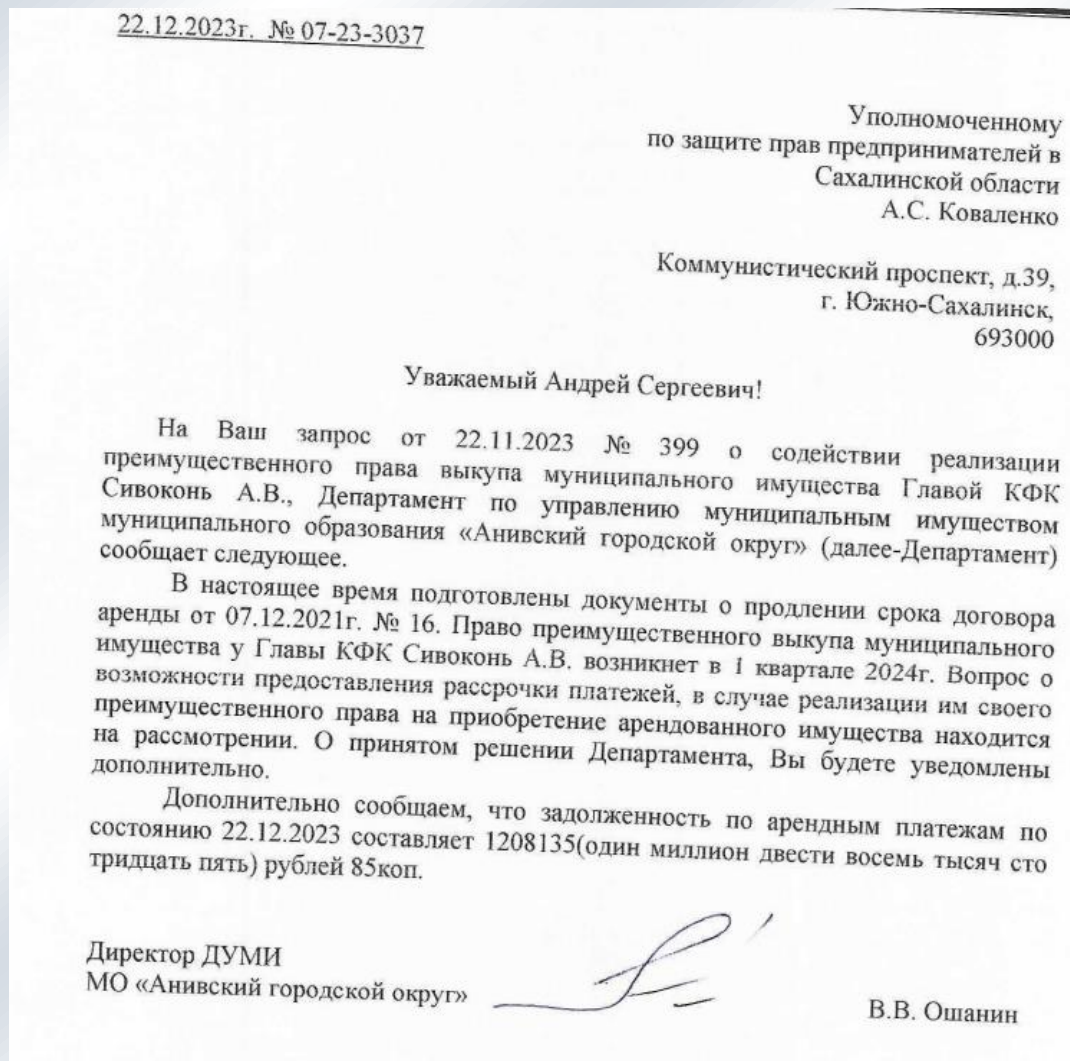 22.12.2023г. № 07-23-3037
Уполномоченному
по защите прав предпринимателей в
Сахалинской области
А.С. Коваленко
Коммунистический проспект, д.39,
г. Южно-Сахалинск,
693000
Уважаемый Андрей Сергеевич!
На Ваш запрос от 22.11.2023 № 399 о содействии реализации
преимущественного права выкупа муниципального имущества Главой КФК
Сивоконь А.В., Департамент по управлению муниципальным имуществом
муниципального образования «Анивский городской округ» (далее-Департамент)
сообщает следующее.
В настоящее время подготовлены документы о продлении срока договора
аренды от 07.12.2021г. № 16. Право преимущественного выкупа муниципального
имущества у Главы КФК Сивоконь А.В. возникнет в 1 квартале 2024г. Вопрос о
возможности предоставления рассрочки платежей, в случае реализации им своего
преимущественного права на приобретение арендованного имущества находится
на рассмотрении. О принятом решении Департамента, Вы будете уведомлены
дополнительно.
Дополнительно сообщаем, что задолженность по арендным платежам по
состоянию 22.12.2023 составляет 1208135(один миллион двести восемь тысяч сто
тридцать пять) рублей 85коп.
Директор ДУМИ
МО «Анивский городской округ»
В.В. Ошанин